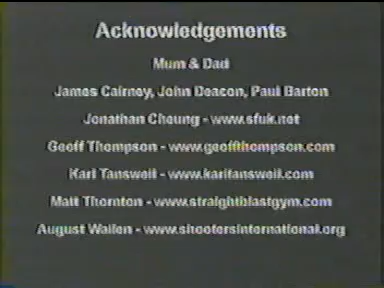 Acknowledgements
Mum & Dad
James Cairney, John Deacon, Paul Barton
Jonathan Cheung - www.sfuk.net
Geoff Thompson - www.geoffthompson.com
Karl Tanswell - www.karltanswell.com
Matt Thornton - www.straightblastgym.com
August Wallen - www.shootersinternational.org